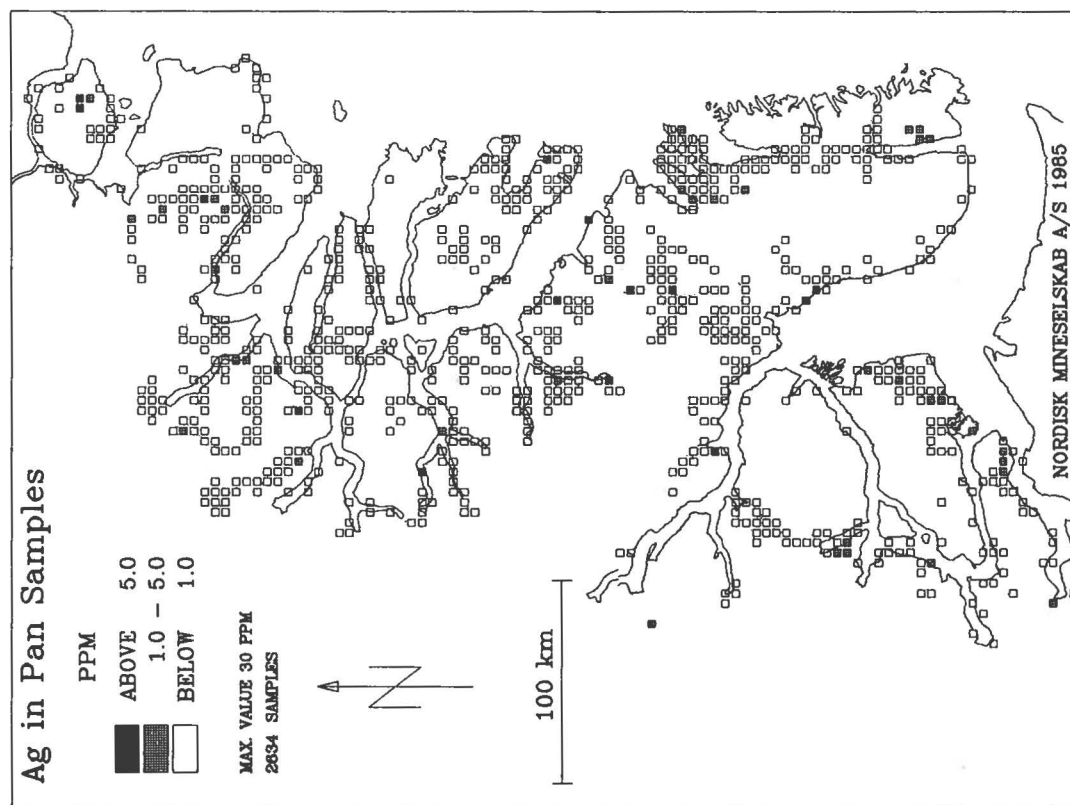 Ag in Pan Samples
PPM
ABOVE 5.0
1.0 - 5.0
BELOW 1.0
MAX. VALUE 30 PPM
2634 SAMPLES
N
100 km
NORDISK MINESELSKAB A/S 1985